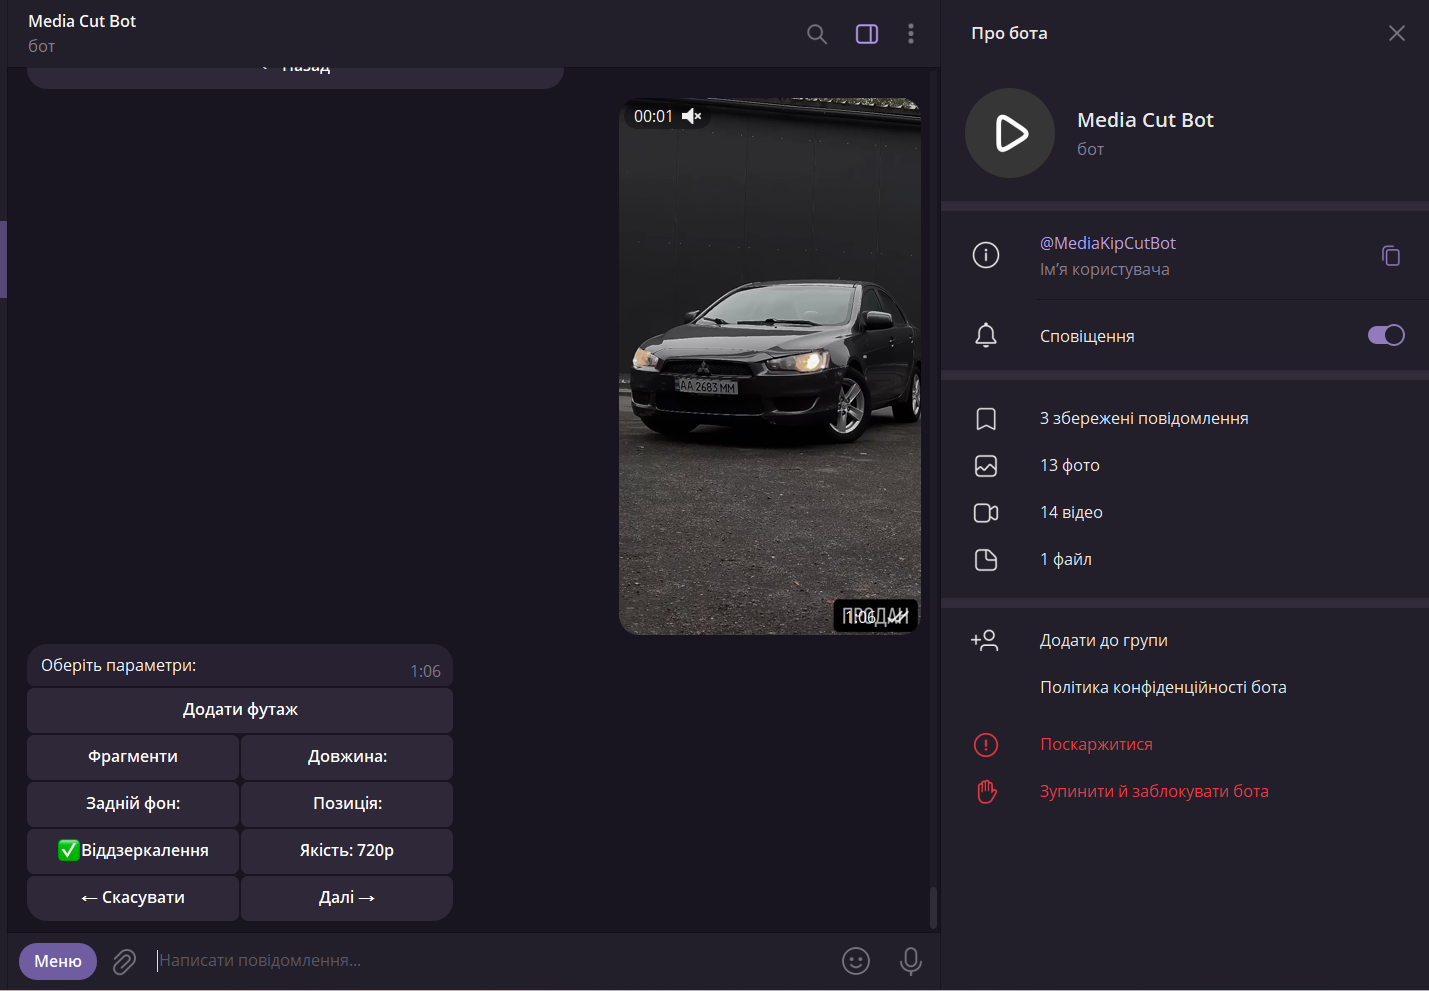 Media Cut Bot
бот
Назад
00:01
АА 2683 ММ
ПРОДАН
1:06
Оберіть параметри:
1:06
Додати футаж
Фрагменти
Довжина:
Задній фон:
Позиція:
✅Віддзеркалення
Якість: 720p
← Скасувати
Далі →
Меню
Написати повідомлення...
Про бота
Media Cut Bot
бот
@MediaKipCutBot
Ім’я користувача
Сповіщення
3 збережені повідомлення
13 фото
14 відео
1 файл
Додати до групи
Політика конфіденційності бота
Поскаржитися
Зупинити й заблокувати бота